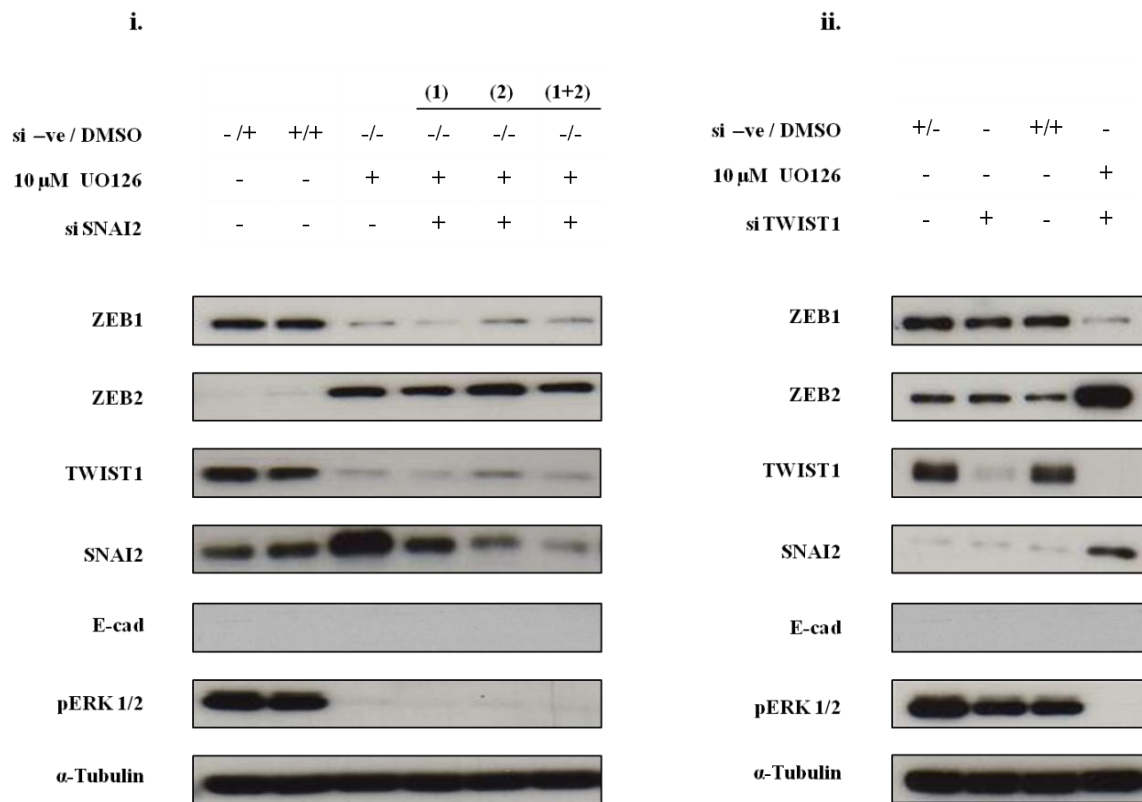 i. ii.
(1) (2) (1+2)
si –ve / DMSO - /+ +/+ -/- -/- -/- -/- si –ve / DMSO +/- - +/+ -
10 µM UO126 - - + + + + 10 µM UO126 - - - +
si SNAI2 - - - + + + si TWIST1 - + - +
ZEB1 ZEB1
ZEB2 ZEB2
TWIST1 TWIST1
SNAI2 SNAI2
E-cad E-cad
pERK 1/2 pERK 1/2
α-Tubulin α-Tubulin